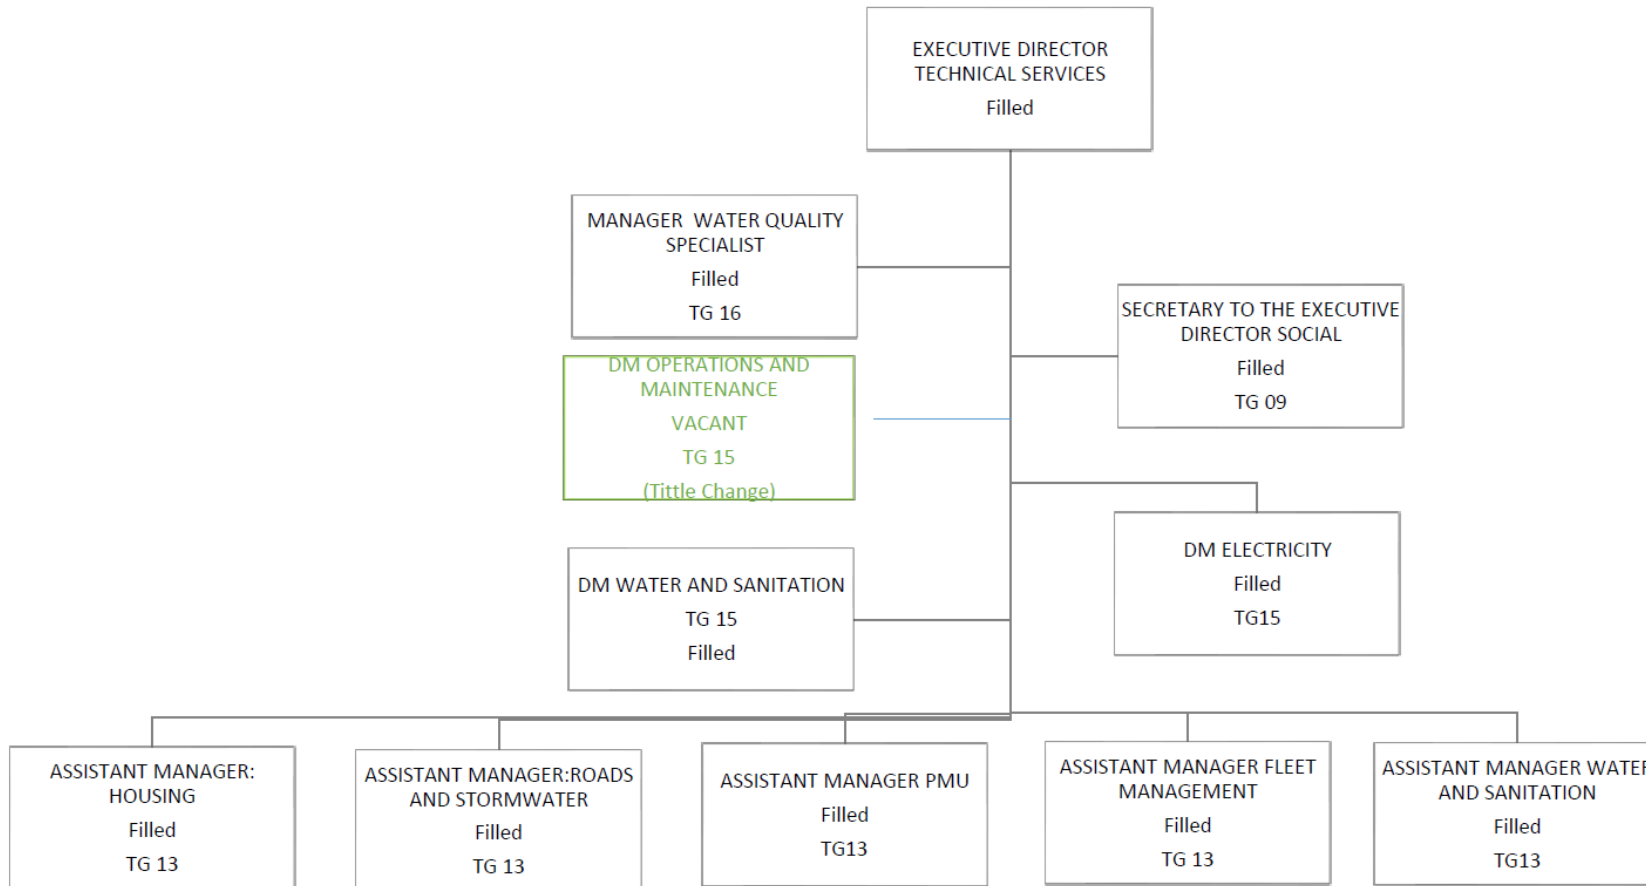 EXECUTIVE DIRECTOR
TECHNICAL SERVICES
Filled
MANAGER WATER QUALITY
SPECIALIST
Filled
TG 16
SECRETARY TO THE EXECUTIVE
DIRECTOR SOCIAL
Filled
TG 09
DM OPERATIONS AND
MAINTENANCE
VACANT
TG 15
(Tittle Change)
DM ELECTRICITY
Filled
TG15
DM WATER AND SANITATION
TG 15
Filled
ASSISTANT MANAGER:
HOUSING
Filled
TG 13
ASSISTANT MANAGER:ROADS
AND STORMWATER
Filled
TG 13
ASSISTANT MANAGER PMU
Filled
TG13
ASSISTANT MANAGER FLEET
MANAGEMENT
Filled
TG 13
ASSISTANT MANAGER WATER
AND SANITATION
Filled
TG13